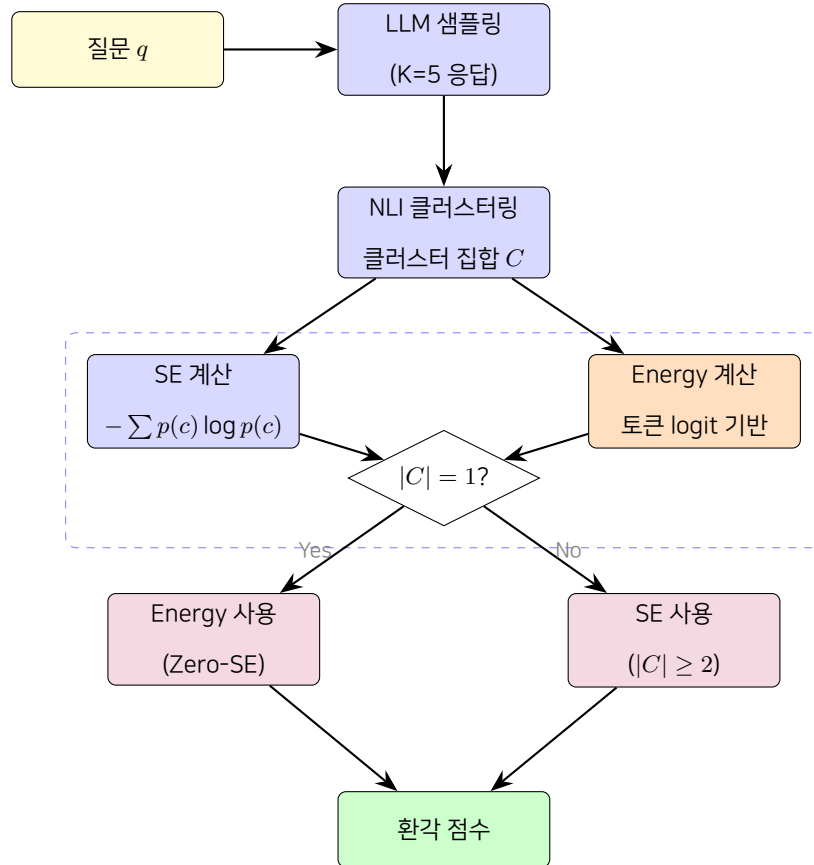 질문 q
LLM 샘플링
(K=5 응답)
NLI 클러스터링
클러스터 집합 C
SE 계산
− ∑ p(c) log p(c)
Energy 계산
토큰 logit 기반
|C| = 1?
Yes
No
Energy 사용
(Zero-SE)
SE 사용
(|C| ≥ 2)
환각 점수